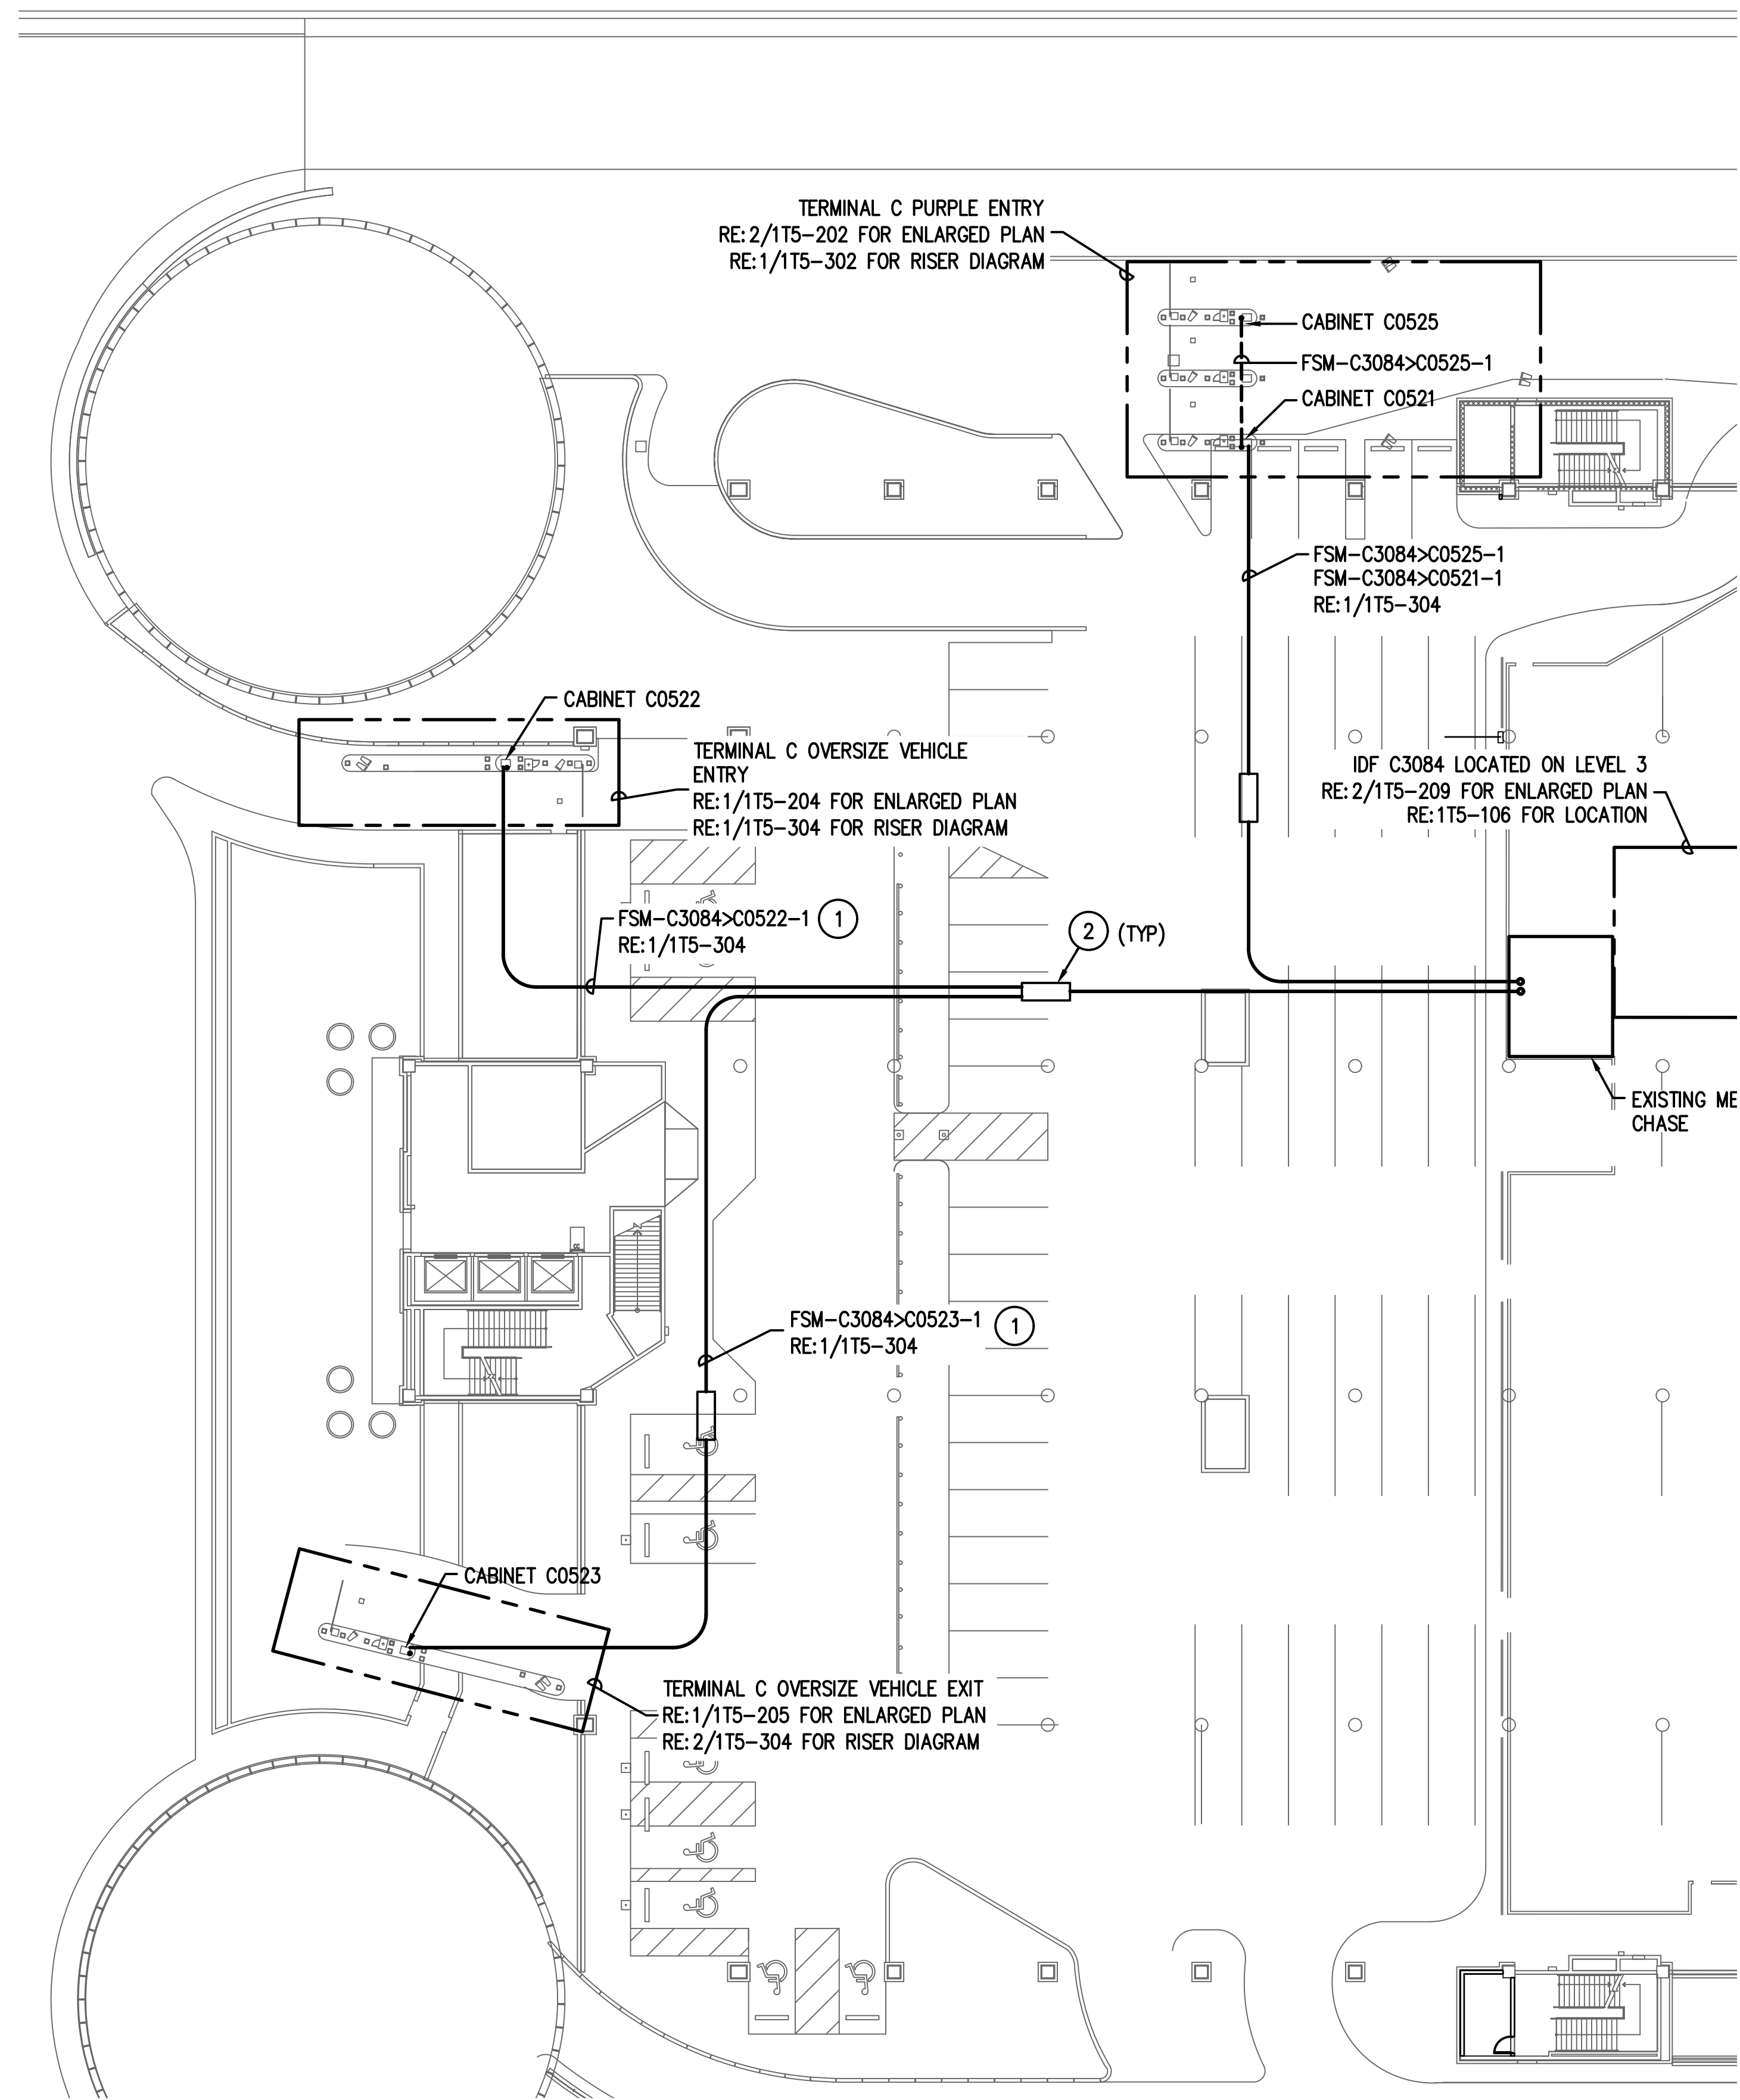 TERMINAL C PURPLE ENTRY
RE:2/1T5-202 FOR ENLARGED PLAN
RE:1/1T5-302 FOR RISER DIAGRAM
CABINET C0525
FSM-C3084>C0525-1
CABINET C0521
FSM-C3084>C0525-1
FSM-C3084>C0521-1
RE:1/1T5-304
CABINET C0522
TERMINAL C OVERSIZE VEHICLE
ENTRY
RE:1/1T5-204 FOR ENLARGED PLAN
RE:1/1T5-304 FOR RISER DIAGRAM
IDF C3084 LOCATED ON LEVEL 3
RE:2/1T5-209 FOR ENLARGED PLAN
RE:1T5-106 FOR LOCATION
FSM-C3084>C0522-1 1
RE:1/1T5-304
2 (TYP)
EXISTING ME
CHASE
FSM-C3084>C0523-1 1
RE:1/1T5-304
CABINET C0523
TERMINAL C OVERSIZE VEHICLE EXIT
RE:1/1T5-205 FOR ENLARGED PLAN
RE:2/1T5-304 FOR RISER DIAGRAM